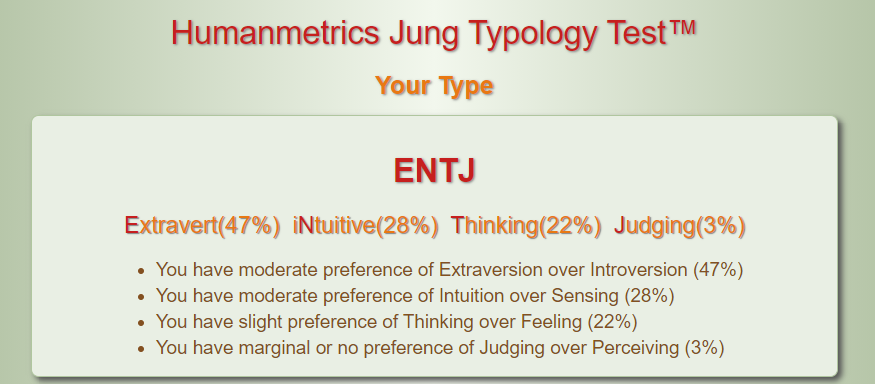 Humanmetrics Jung Typology Test™
Your Type
ENTJ
Extravert(47%) iNtuitive(28%) Thinking(22%) Judging(3%)
You have moderate preference of Extraversion over Introversion (47%)
You have moderate preference of Intuition over Sensing (28%)
You have slight preference of Thinking over Feeling (22%)
You have marginal or no preference of Judging over Perceiving (3%)